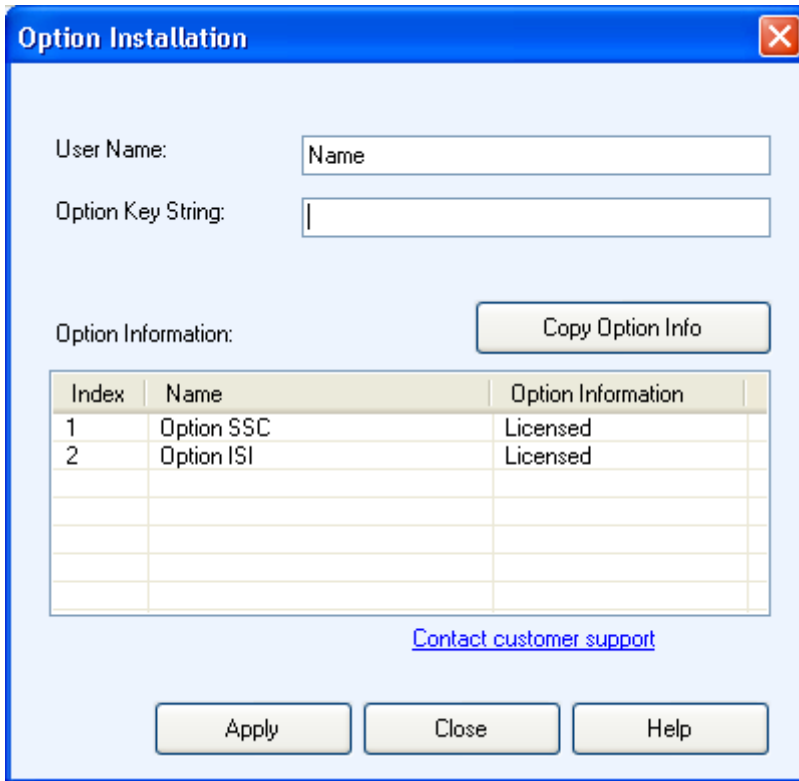 Option Installation
User Name: Name
Option Key String:
Option Information: Copy Option Info
Index Name Option Information
1 Option SSC Licensed
2 Option ISI Licensed
Contact customer support
Apply Close Help